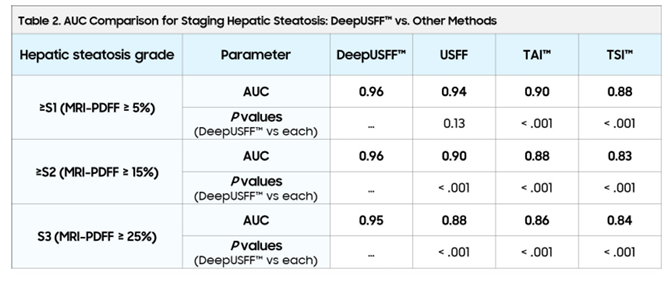 Table 2. AUC Comparison for Staging Hepatic Steatosis: DeepUSFF™ vs. Other Methods
Hepatic steatosis grade Parameter DeepUSFF™ USFF TAI™ TSI™
≥S1 (MRI-PDFF ≥ 5%) AUC 0.96 0.94 0.90 0.88
P values (DeepUSFF™ vs each) ... 0.13 < .001 < .001
≥S2 (MRI-PDFF ≥ 15%) AUC 0.96 0.90 0.88 0.83
P values (DeepUSFF™ vs each) ... < .001 < .001 < .001
S3 (MRI-PDFF ≥ 25%) AUC 0.95 0.88 0.86 0.84
P values (DeepUSFF™ vs each) ... < .001 < .001 < .001